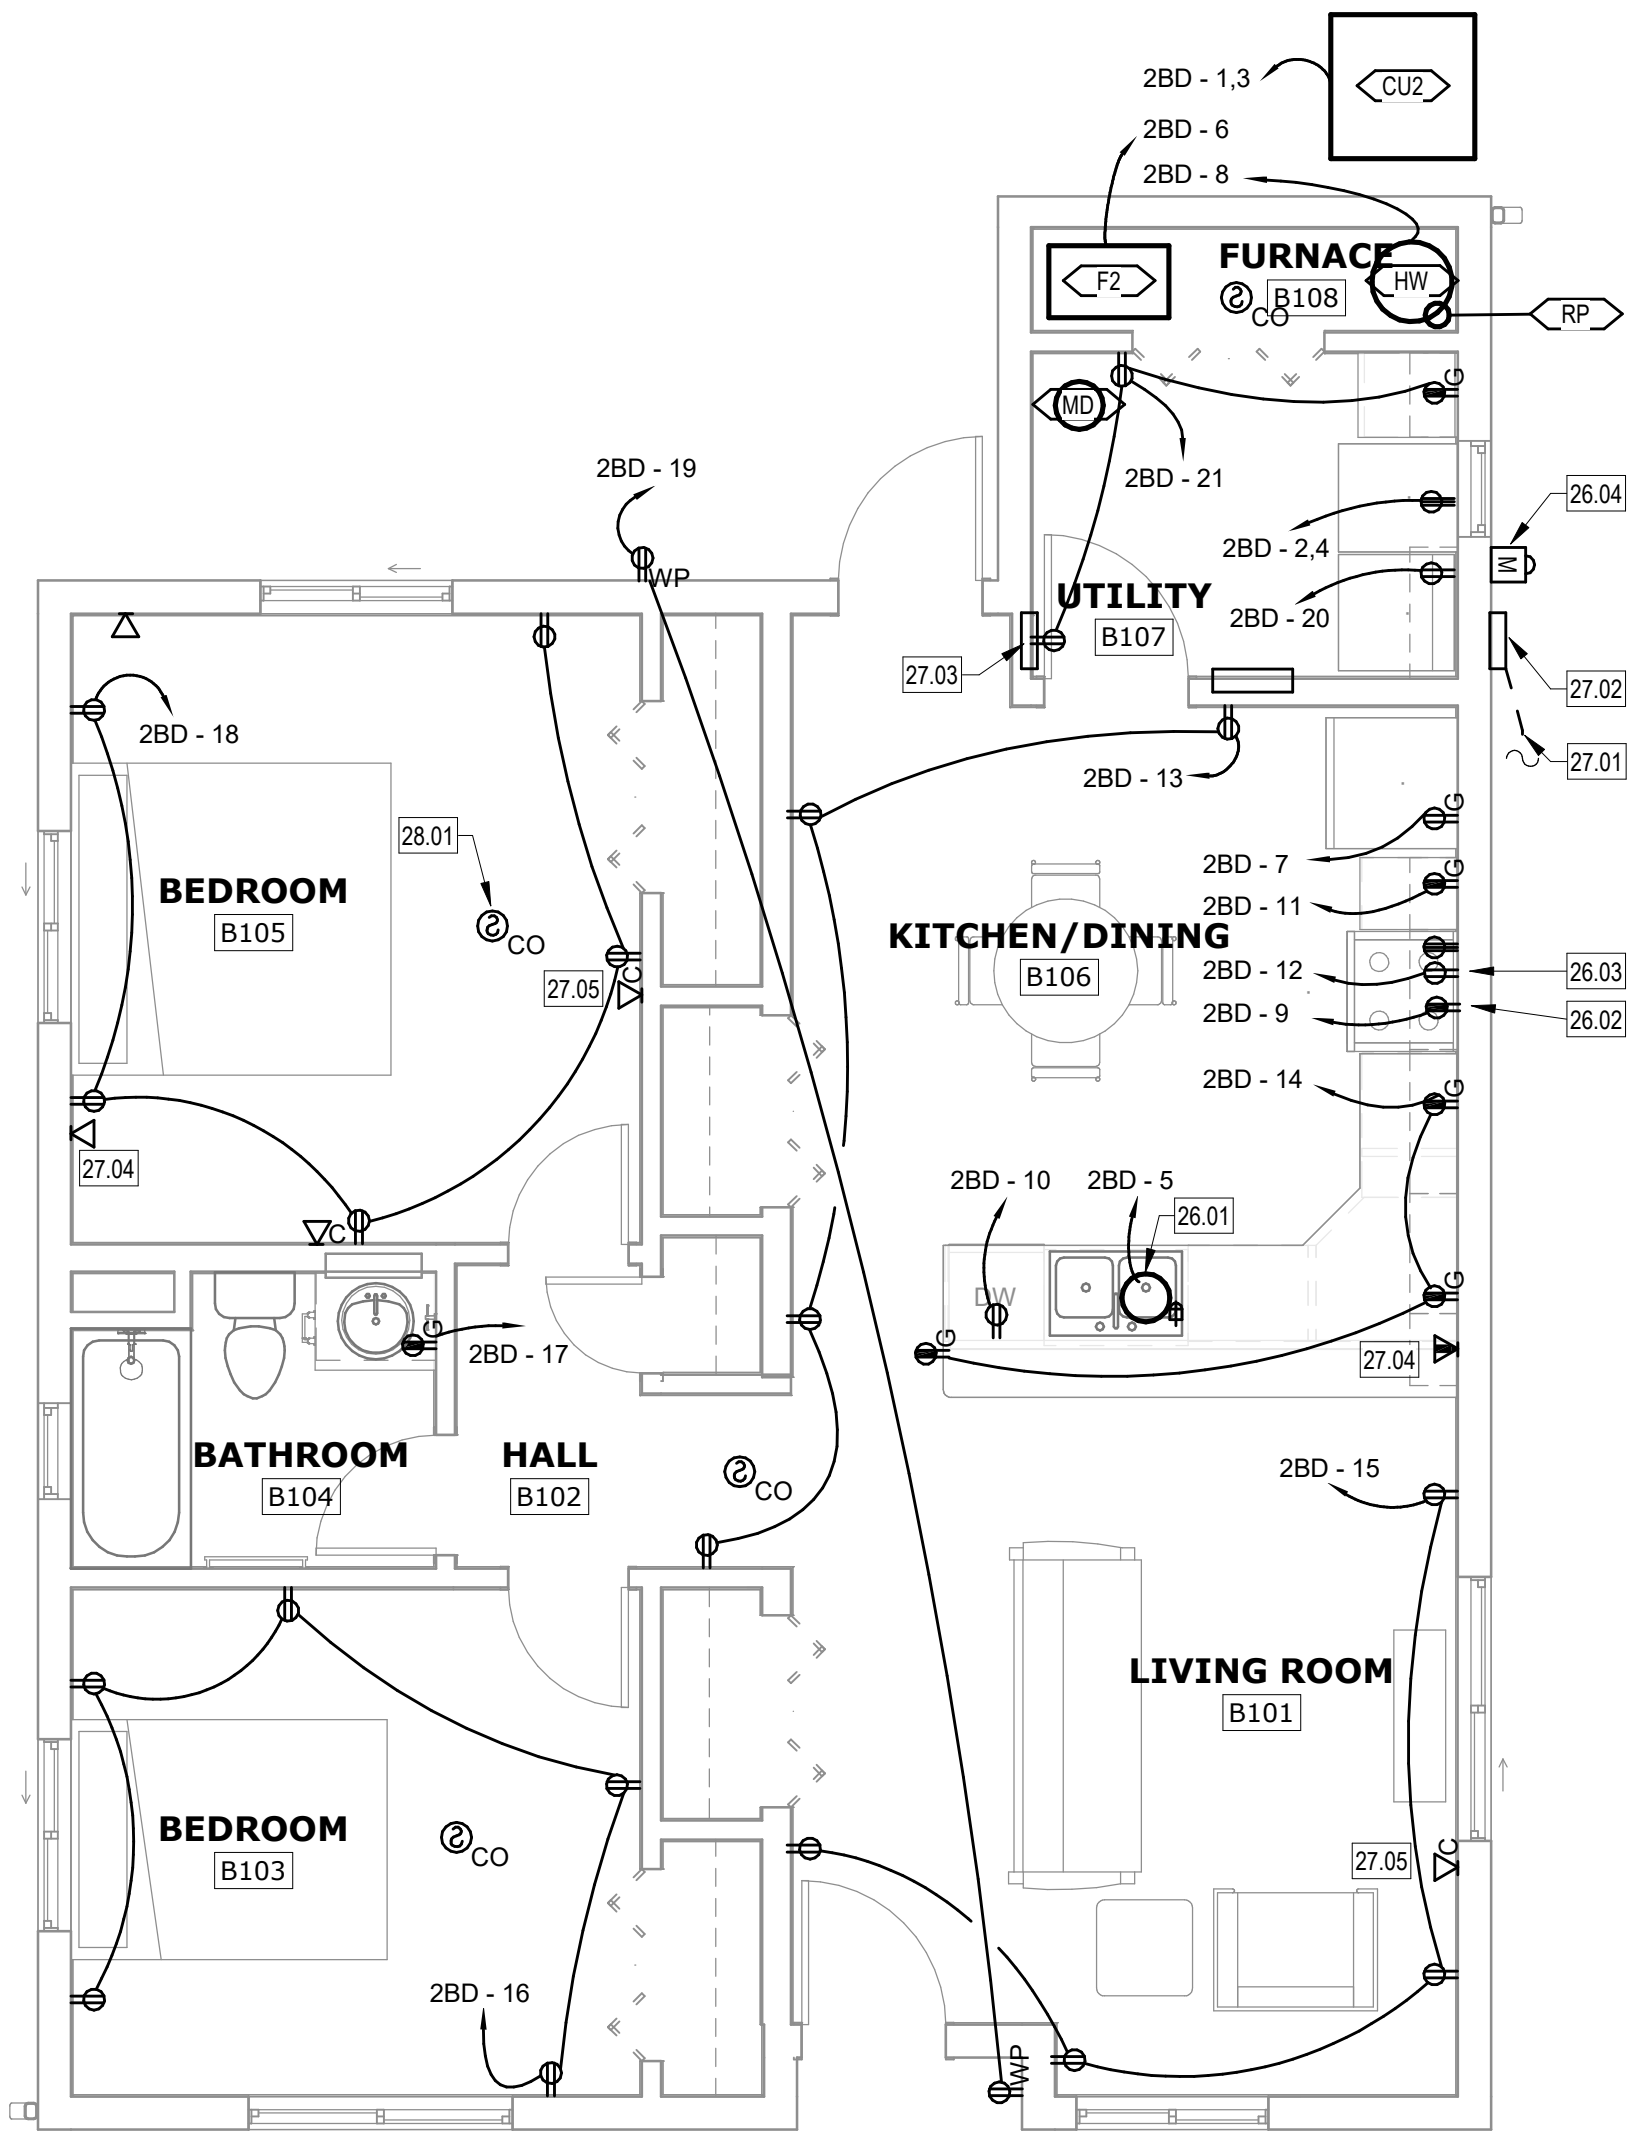 2BD - 1,3
CU2
2BD - 6
2BD - 8
FURNACE
F2
B108
HW
CO
RP
G
MD
2BD - 19
2BD - 21
26.04
WP
2BD - 2,4
M
UTILITY
2BD - 20
B107
27.03
27.02
2BD - 18
27.01
2BD - 13
G
28.01
2BD - 7
G
BEDROOM
2BD - 11
B105
CO
KITCHEN/DINING
27.05
C
B106
2BD - 12
26.03
2BD - 9
26.02
2BD - 14
G
27.04
2BD - 10
2BD - 5
26.01
C
G
DW
G
2BD - 17
G
27.04
BATHROOM
HALL
2BD - 15
B104
B102
S
CO
LIVING ROOM
B101
BEDROOM
S
CO
B103
27.05
C
2BD - 16
WP